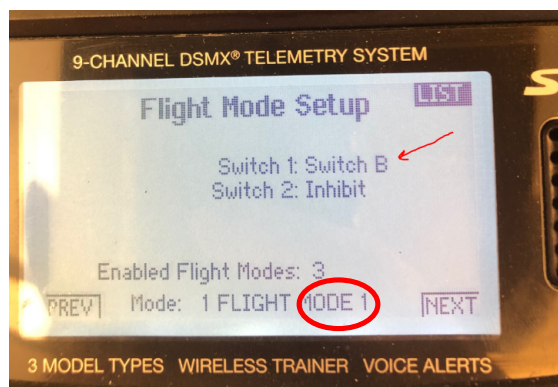 9-CHANNEL DSMX® TELEMETRY SYSTEM
Flight Mode Setup
LIST
Switch 1: Switch B
Switch 2: Inhibit
Enabled Flight Modes: 3
PREV
Mode: 1 FLIGHT MODE 1
NEXT
3 MODEL TYPES WIRELESS TRAINER VOICE ALERTS